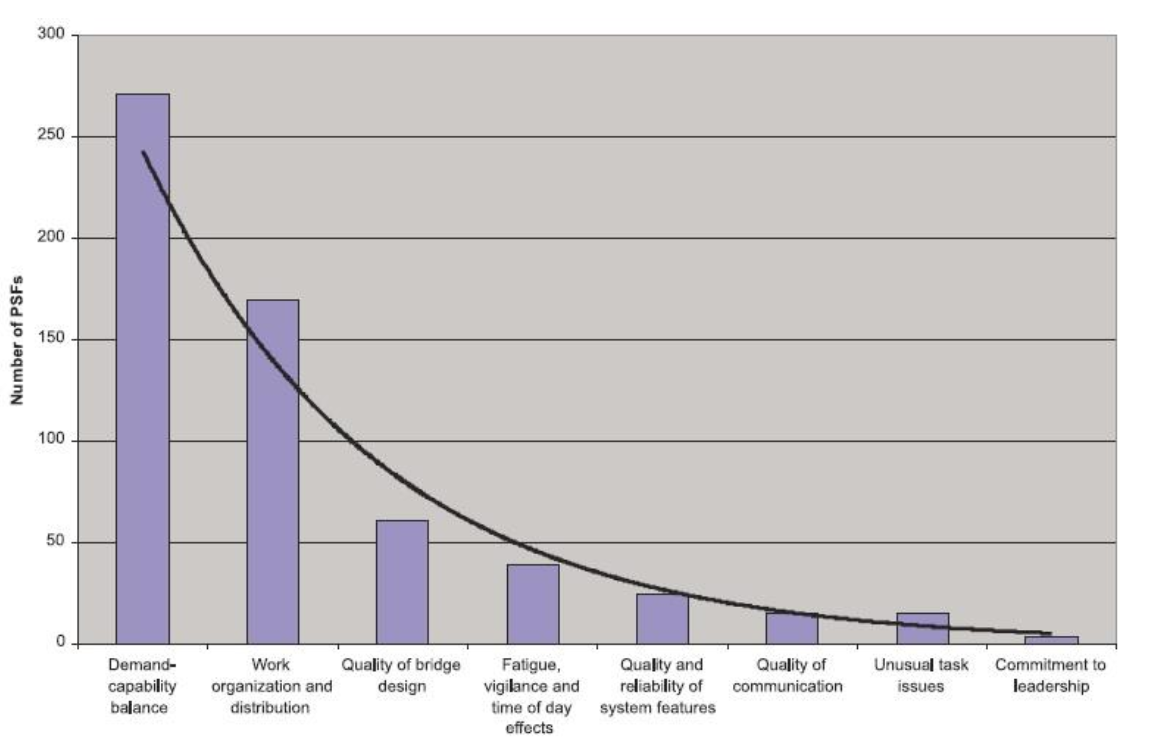 300
250
200
150
100
50
0
Number of PSFs
Demand-
capability
balance
Work
organization and
distribution
Quality of bridge
design
Fatigue,
vigilance and
time of day
effects
Quality and
reliability of
system features
Quality of
communication
Unusual task
issues
Commitment to
leadership